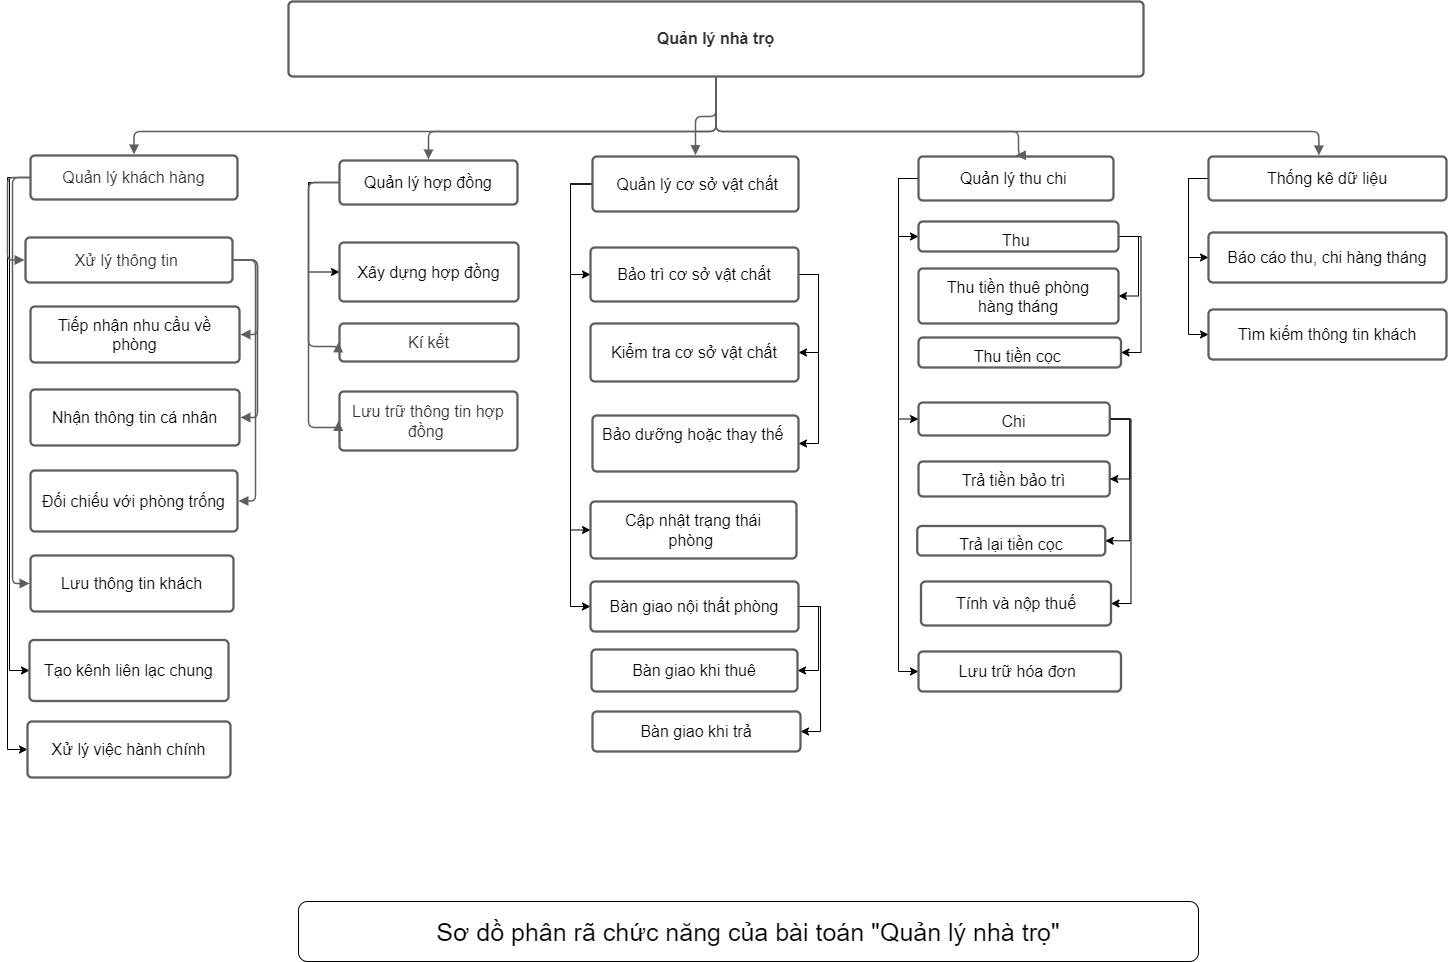 Quản lý nhà trọ
Quản lý khách hàng
Xử lý thông tin
Tiếp nhận nhu cầu về
phòng
Nhận thông tin cá nhân
Đối chiếu với phòng trống
Lưu thông tin khách
Tạo kênh liên lạc chung
Xử lý việc hành chính
Quản lý hợp đồng
Xây dựng hợp đồng
Kí kết
Lưu trữ thông tin hợp
đồng
Quản lý cơ sở vật chất
Bảo trì cơ sở vật chất
Kiểm tra cơ sở vật chất
Bảo dưỡng hoặc thay thế
Cập nhật trạng thái
phòng
Bàn giao nội thất phòng
Bàn giao khi thuê
Bàn giao khi trả
Quản lý thu chi
Thu
Thu tiền thuê phòng
hàng tháng
Thu tiền cọc
Chi
Trả tiền bảo trì
Trả lại tiền cọc
Tính và nộp thuế
Lưu trữ hóa đơn
Thống kê dữ liệu
Báo cáo thu, chi hàng tháng
Tìm kiếm thông tin khách
Sơ dồ phân rã chức năng của bài toán "Quản lý nhà trọ"